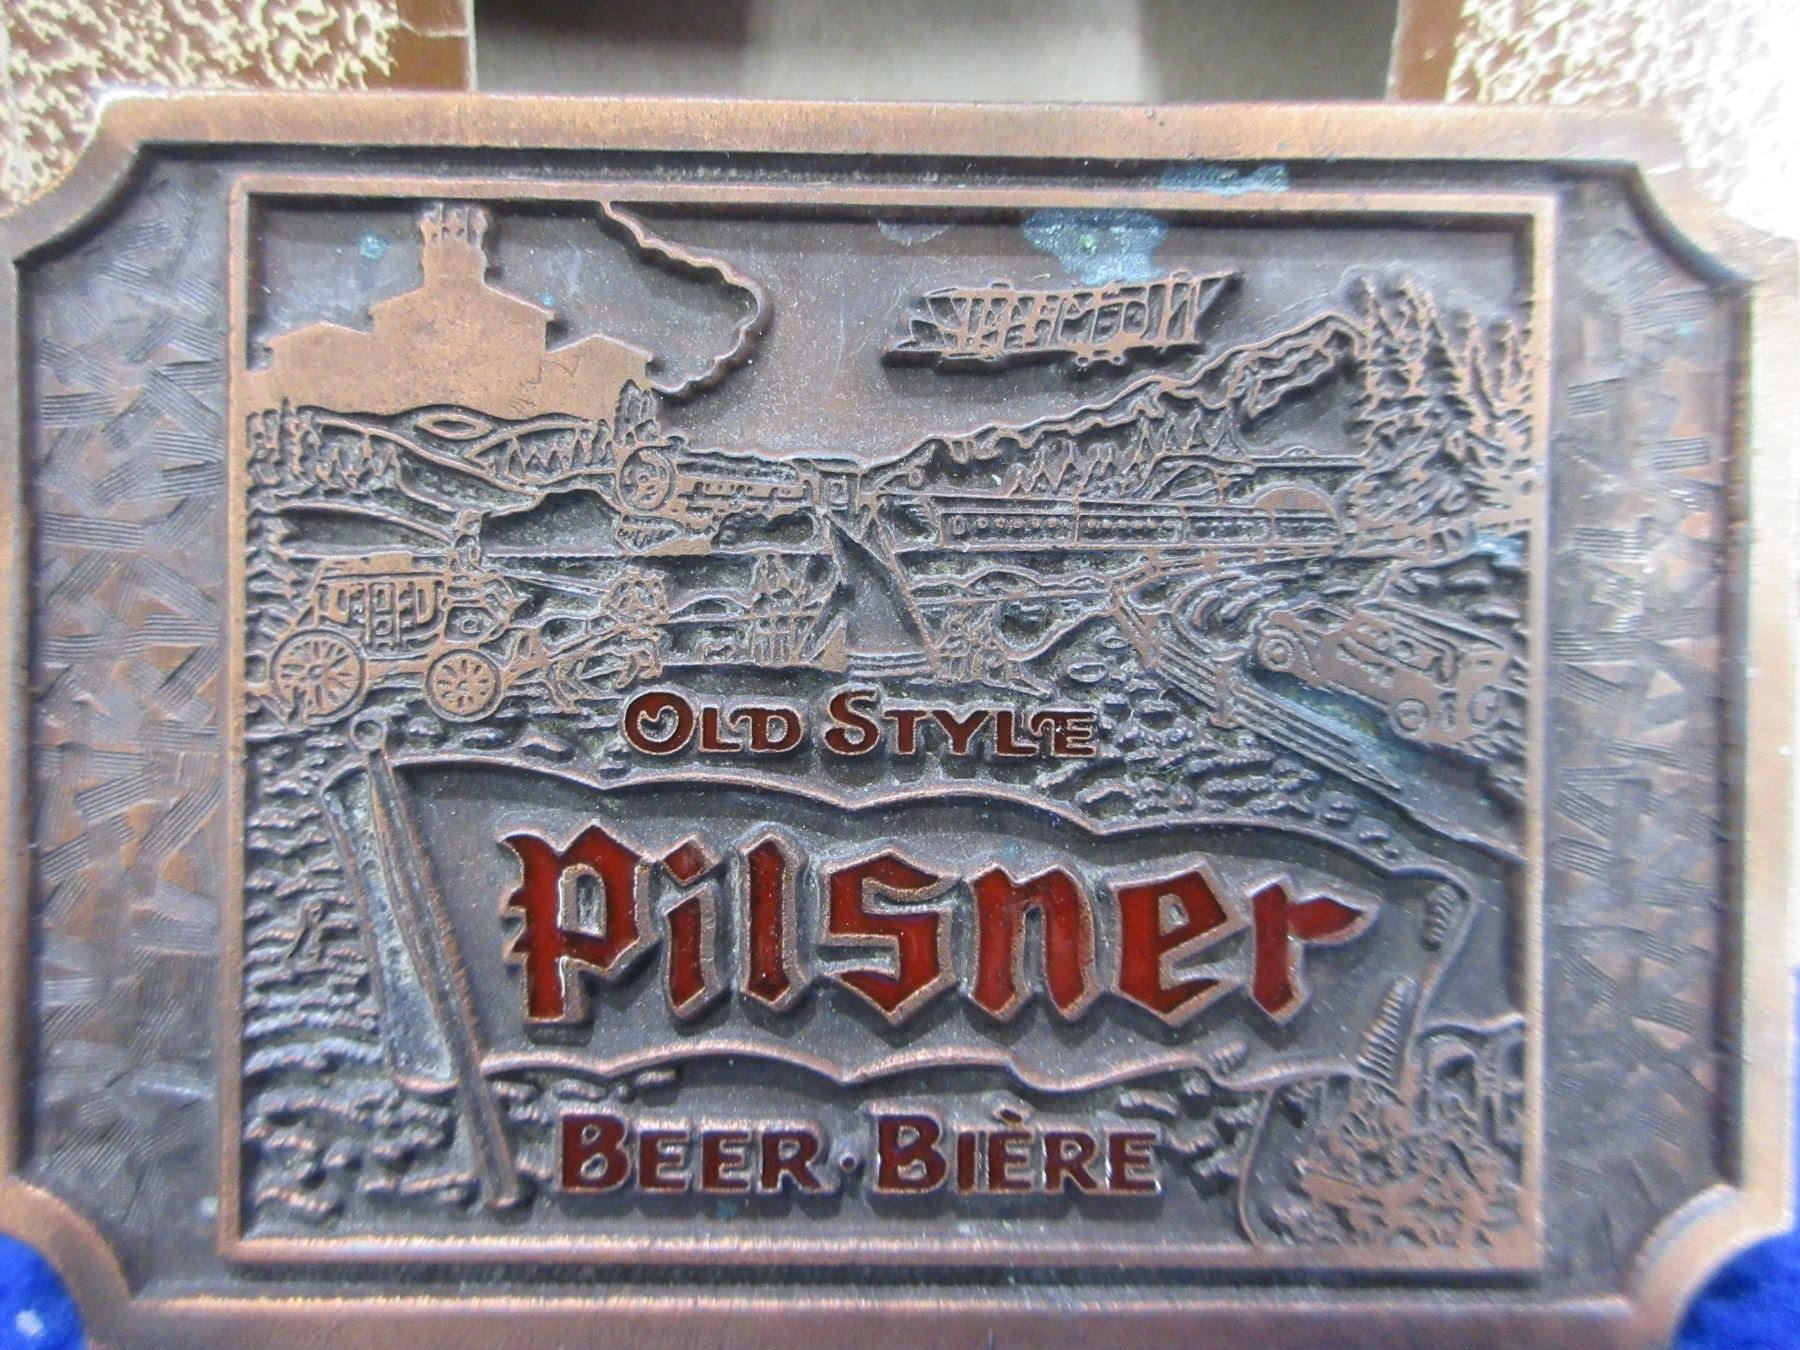 OLD STYLE
Pilsner
BEER · BIÈRE